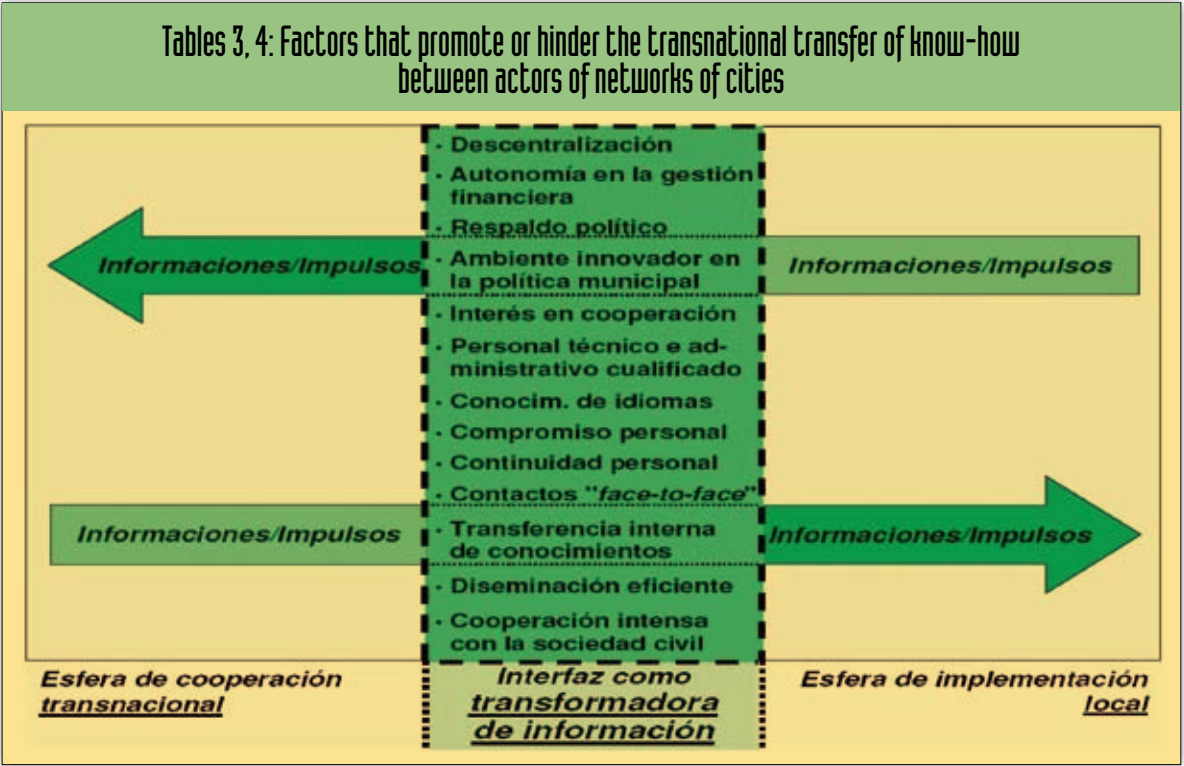 Tables 3, 4: Factors that promote or hinder the transnational transfer of know-how
between actors of networks of cities
· Descentralización
· Autonomía en la gestión
financiera
· Respaldo político
Informaciones/Impulsos
· Ambiente innovador en
la política municipal
Informaciones/Impulsos
· Interés en cooperación
· Personal técnico e ad-
ministrativo cualificado
· Conocim. de idiomas
· Compromiso personal
· Continuidad personal
· Contactos "face-to-face"
Informaciones/Impulsos
· Transferencia interna
de conocimientos
Informaciones/Impulsos
· Diseminación eficiente
· Cooperación intensa
con la sociedad civil
Esfera de cooperación
transnacional
Interfaz como
transformadora
de información
Esfera de implementación
local